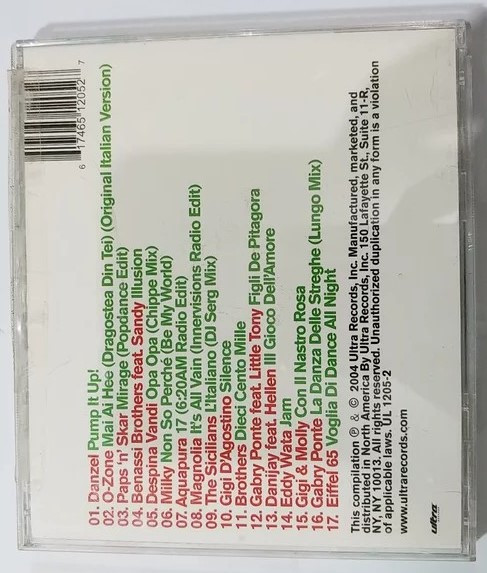 01. Danzel Pump It Up!
02. O-Zone Mai Ai Hee (Dragostea Din Tei) (Original Italian Version)
03. Paps 'n' Skar Mirage (Popdance Edit)
04. Benassi Brothers feat. Sandy Illusion
05. Despina Vandi Opa Opa (Chippe Mix)
06. Milky Non So Perché (Be My World)
07. Aquaplura 17 (6:20AM Radio Edit)
08. Magnolia It's All Vain (Innervisions Radio Edit)
09. The Sicilians L'Italiano (DJ Serg Mix)
10. Gigi D'Agostino Silence
11. Brothers Dieci Cento Mille
12. Gabry Ponte feat. Little Tony Figli De Pitagora
13. Danijay feat. Hellen Il Gioco Dell'Amore
14. Eddy Wata Jam
15. Gigi & Molly Con Il Nastro Rosa
16. Gabry Ponte La Danza Delle Streghe (Lungo Mix)
17. Eiffel 65 Voglia Di Dance All Night
This compilation ℗ & © 2004 Ultra Records, Inc. Manufactured, marketed, and
distributed in North America By Ultra Records, Inc. 150 Lafayette St., Suite 11-R,
NY, NY 10013. All rights reserved. Unauthorized duplication in any form is a violation
of applicable laws. UL 1205-2
www.ultrarecords.com
ultra
6 17465 12052 7